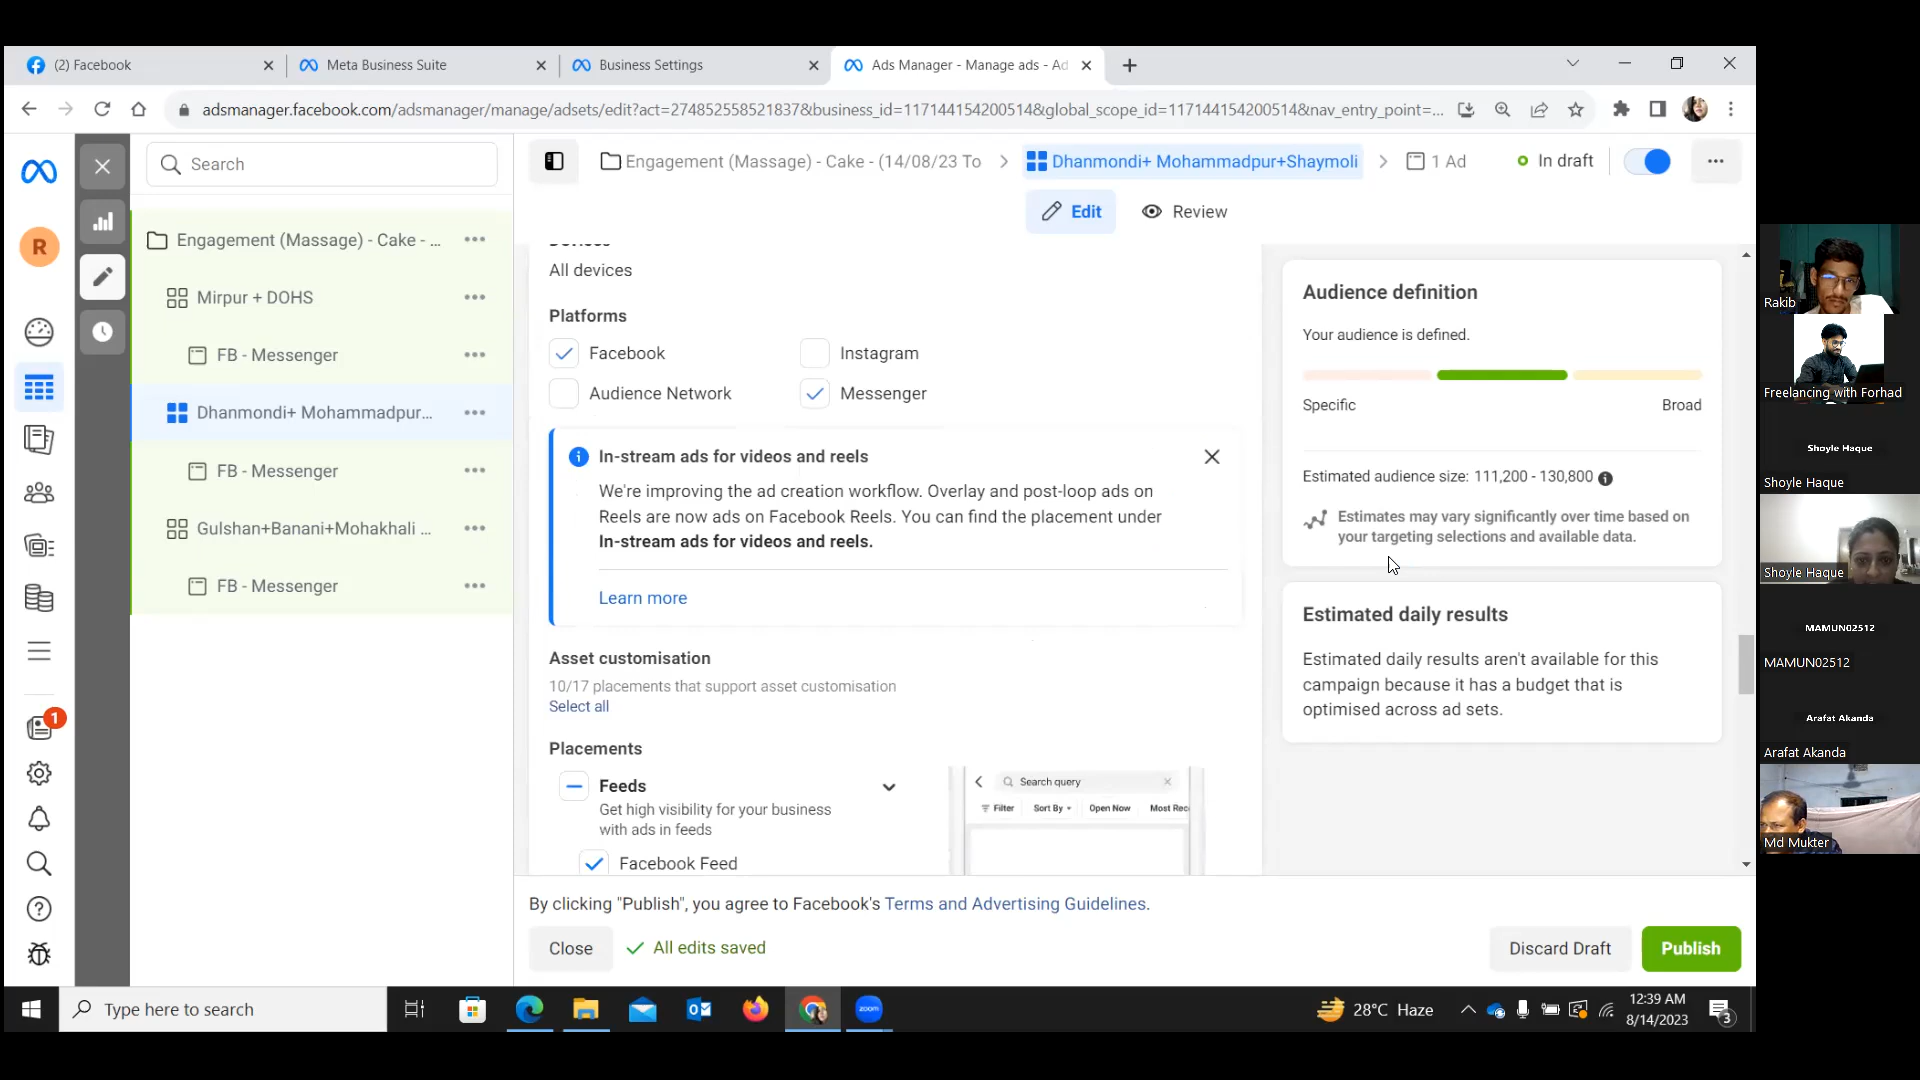 (2) Facebook
Meta Business Suite
Business Settings
Ads Manager - Manage ads - Ad
adsmanager.facebook.com/adsmanager/manage/adsets/edit?act=274852558521837&business_id=117144154200514&global_scope_id=117144154200514&nav_entry_point=...
Search
Engagement (Massage) - Cake - (14/08/23 To
Dhanmondi+ Mohammadpur+Shaymoli
1 Ad
In draft
Edit
Review
R
Engagement (Massage) - Cake - ...
Mirpur + DOHS
FB - Messenger
Dhanmondi+ Mohammadpur...
FB - Messenger
Gulshan+Banani+Mohakhali ...
FB - Messenger
1
Devices
All devices
Platforms
Facebook
Instagram
Audience Network
Messenger
In-stream ads for videos and reels
We're improving the ad creation workflow. Overlay and post-loop ads on
Reels are now ads on Facebook Reels. You can find the placement under
In-stream ads for videos and reels.
Learn more
Asset customisation
10/17 placements that support asset customisation
Select all
Placements
Feeds
Get high visibility for your business
with ads in feeds
Facebook Feed
Search query
Filter
Sort By
Open Now
Most Rec
Audience definition
Your audience is defined.
Specific
Broad
Estimated audience size: 111,200 - 130,800
Estimates may vary significantly over time based on
your targeting selections and available data.
Estimated daily results
Estimated daily results aren't available for this
campaign because it has a budget that is
optimised across ad sets.
By clicking "Publish", you agree to Facebook's Terms and Advertising Guidelines.
Close
All edits saved
Discard Draft
Publish
Type here to search
zoom
28°C Haze
12:39 AM
8/14/2023
3
Rakib
Freelancing with Forhad
Shoyle Haque
Shoyle Haque
Shoyle Haque
MAMUN02512
MAMUN02512
Arafat Akanda
Arafat Akanda
Md Mukter